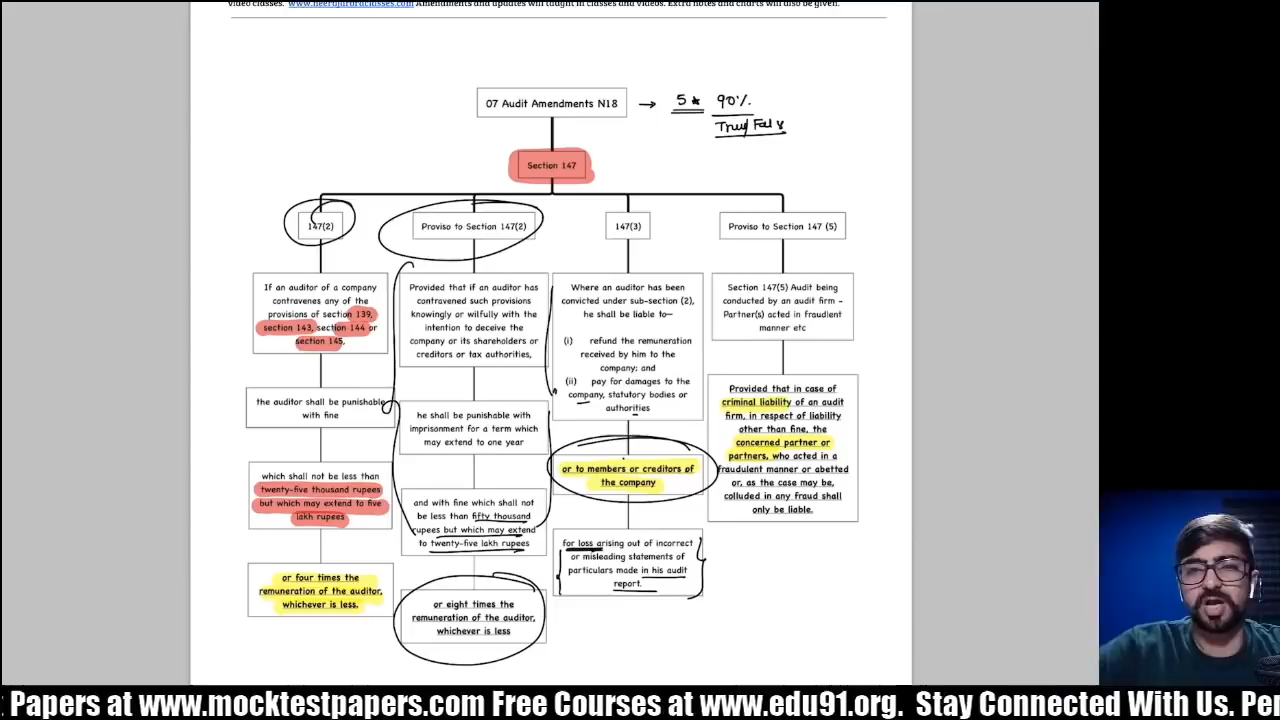 video classes. www.neerajaroraclasses.com Amendments and updates will taught in classes and videos. Extra notes and charts will also be given.
07 Audit Amendments N18
→ 5★ 90%
True/False
Section 147
147(2)
If an auditor of a company
contravenes any of the
provisions of section 139,
section 143, section 144 or
section 145,
the auditor shall be punishable
with fine
which shall not be less than
twenty-five thousand rupees
but which may extend to five
lakh rupees
or four times the
remuneration of the auditor,
whichever is less.
Proviso to Section 147(2)
Provided that if an auditor has
contravened such provisions
knowingly or wilfully with the
intention to deceive the
company or its shareholders or
creditors or tax authorities,
he shall be punishable with
imprisonment for a term which
may extend to one year
and with fine which shall not
be less than fifty thousand
rupees but which may extend
to twenty-five lakh rupees
or eight times the
remuneration of the auditor,
whichever is less
147(3)
Where an auditor has been
convicted under sub-section (2),
he shall be liable to—
(i) refund the remuneration
received by him to the
company; and
(ii) pay for damages to the
company, statutory bodies or
authorities
or to members or creditors of
the company
for loss arising out of incorrect
or misleading statements of
particulars made in his audit
report.
Proviso to Section 147 (5)
Section 147(5) Audit being
conducted by an audit firm -
Partner(s) acted in fraudlent
manner etc
Provided that in case of
criminal liability of an audit
firm, in respect of liability
other than fine, the
concerned partner or
partners, who acted in a
fraudulent manner or abetted
or, as the case may be,
colluded in any fraud shall
only be liable.
Papers at www.mocktestpapers.com Free Courses at www.edu91.org. Stay Connected With Us.